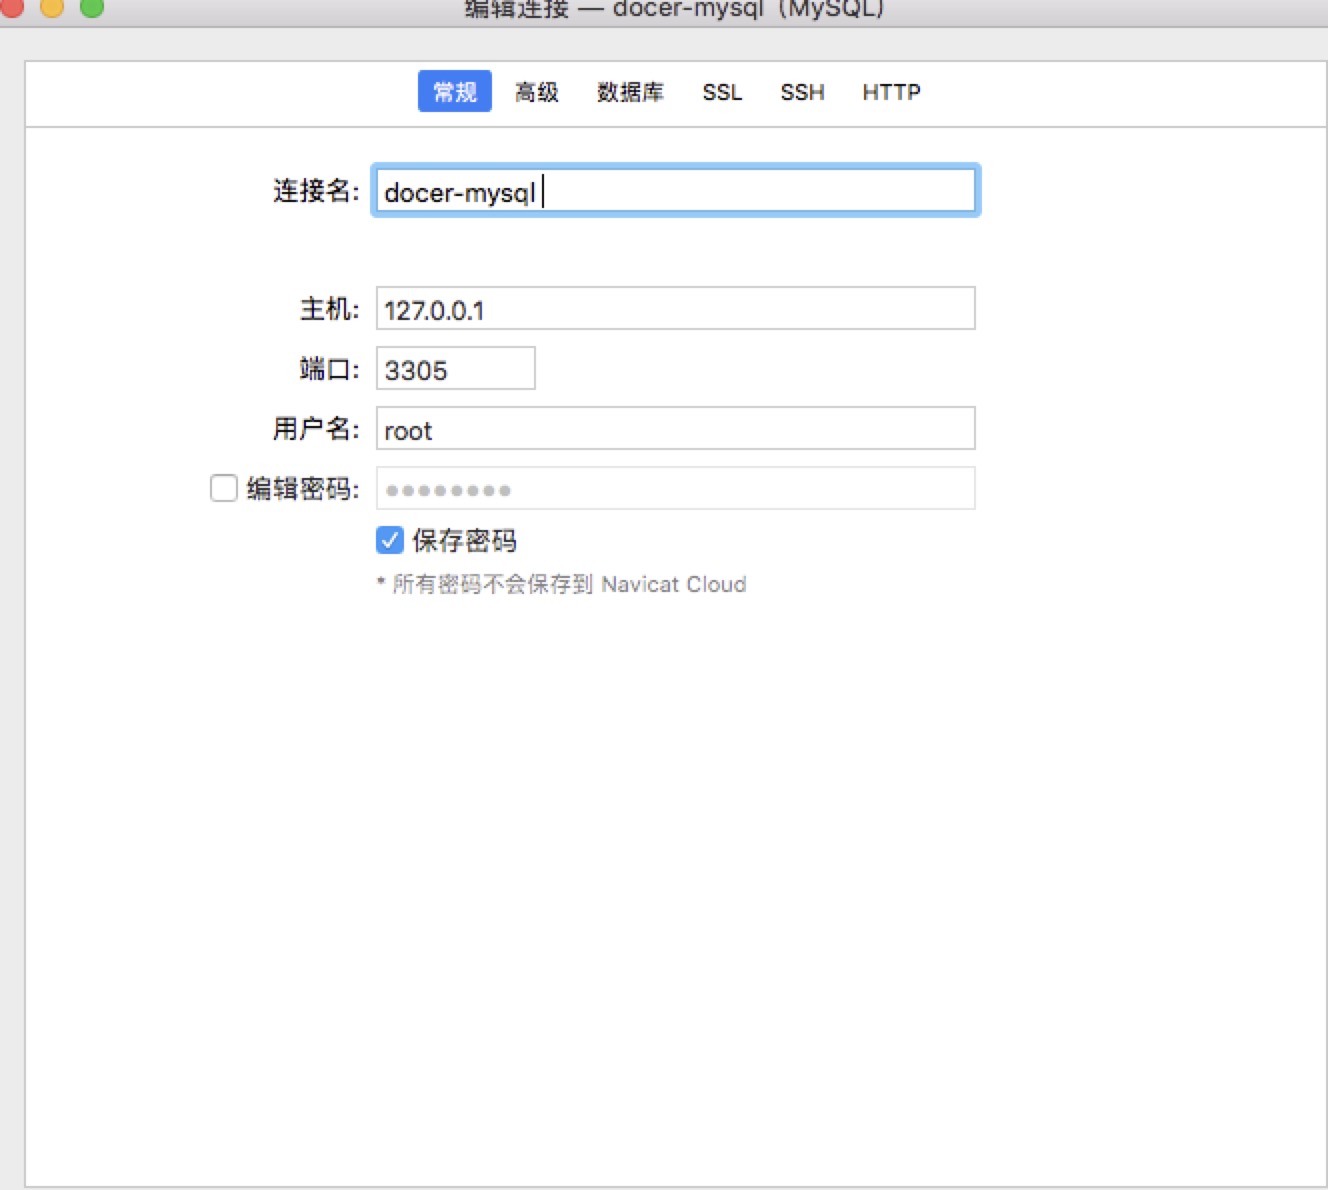 编辑连接 — docer-mysql (MySQL)
常规 高级 数据库 SSL SSH HTTP
连接名: docer-mysql
主机: 127.0.0.1
端口: 3305
用户名: root
编辑密码: ●●●●●●●●
保存密码
* 所有密码不会保存到 Navicat Cloud